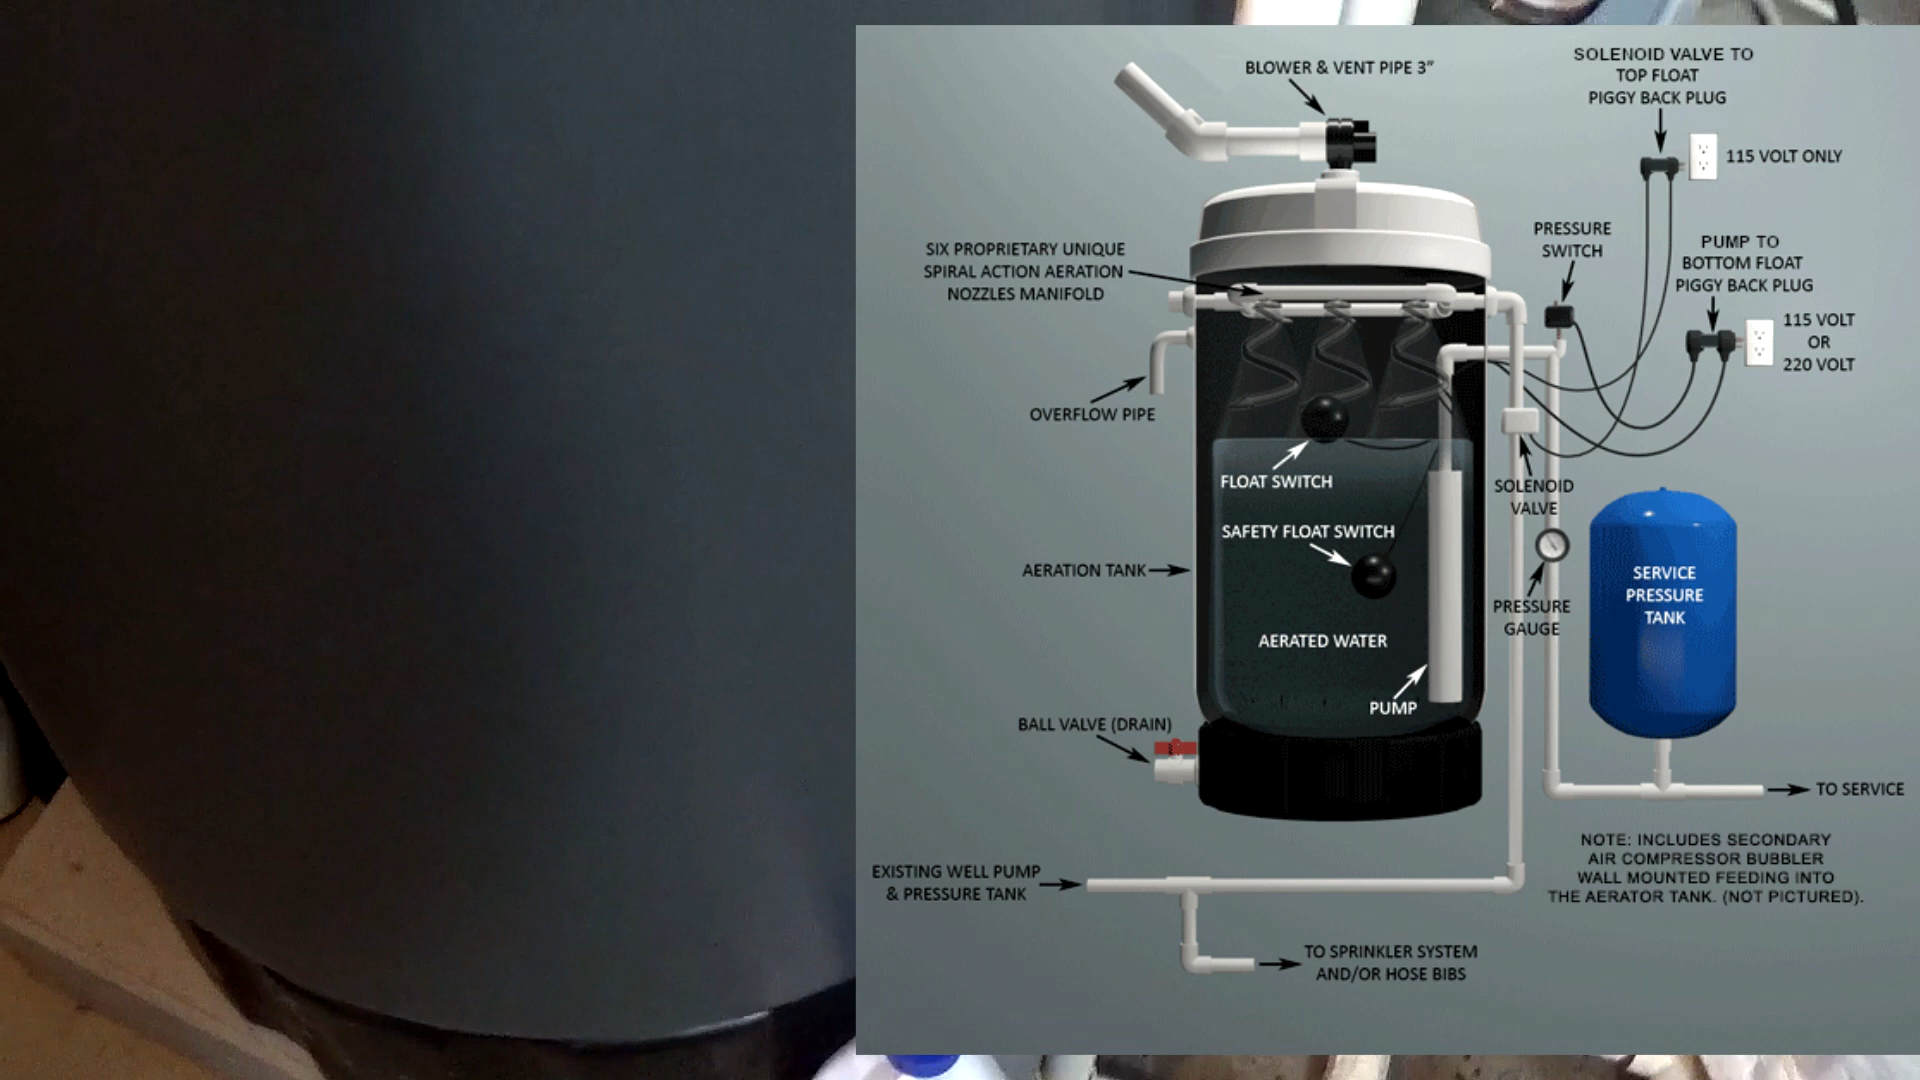 BLOWER & VENT PIPE 3”
SOLENOID VALVE TO
TOP FLOAT
PIGGY BACK PLUG
115 VOLT ONLY
PRESSURE
SWITCH
PUMP TO
BOTTOM FLOAT
PIGGY BACK PLUG
115 VOLT
OR
220 VOLT
SIX PROPRIETARY UNIQUE
SPIRAL ACTION AERATION
NOZZLES MANIFOLD
OVERFLOW PIPE
FLOAT SWITCH
SOLENOID
VALVE
SAFETY FLOAT SWITCH
AERATION TANK
SERVICE
PRESSURE
TANK
PRESSURE
GAUGE
AERATED WATER
PUMP
BALL VALVE (DRAIN)
TO SERVICE
NOTE: INCLUDES SECONDARY
AIR COMPRESSOR BUBBLER
WALL MOUNTED FEEDING INTO
THE AERATOR TANK. (NOT PICTURED).
EXISTING WELL PUMP
& PRESSURE TANK
TO SPRINKLER SYSTEM
AND/OR HOSE BIBS